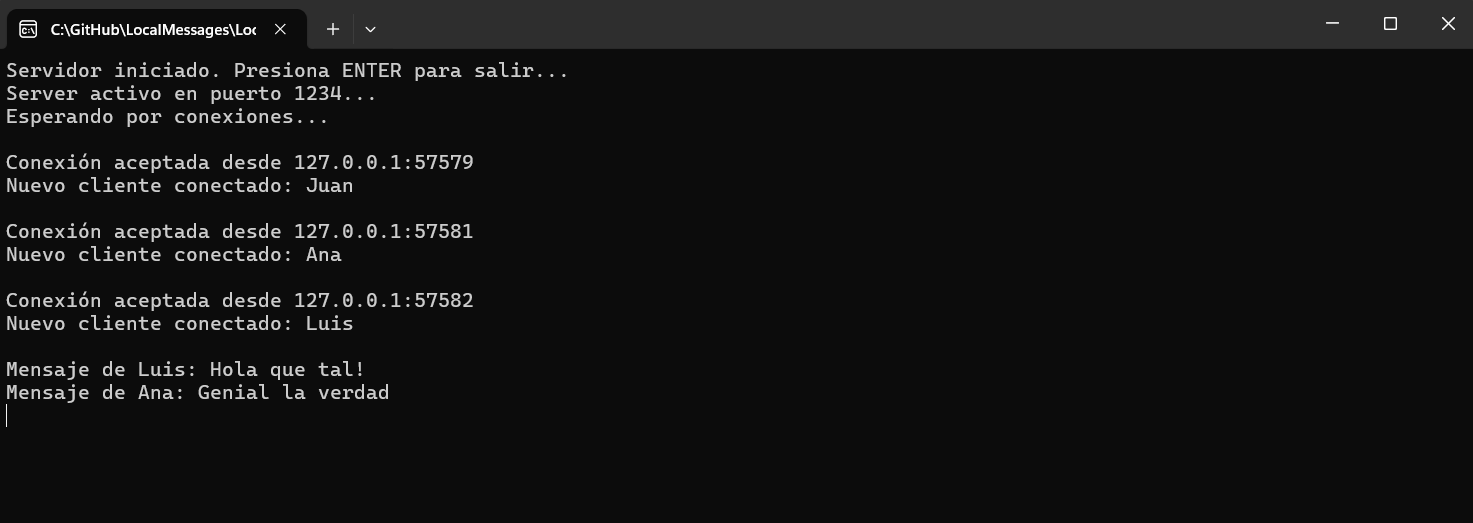 C:\GitHub\LocalMessages\Loc
Servidor iniciado. Presiona ENTER para salir...
Server activo en puerto 1234...
Esperando por conexiones...
Conexión aceptada desde 127.0.0.1:57579
Nuevo cliente conectado: Juan
Conexión aceptada desde 127.0.0.1:57581
Nuevo cliente conectado: Ana
Conexión aceptada desde 127.0.0.1:57582
Nuevo cliente conectado: Luis
Mensaje de Luis: Hola que tal!
Mensaje de Ana: Genial la verdad